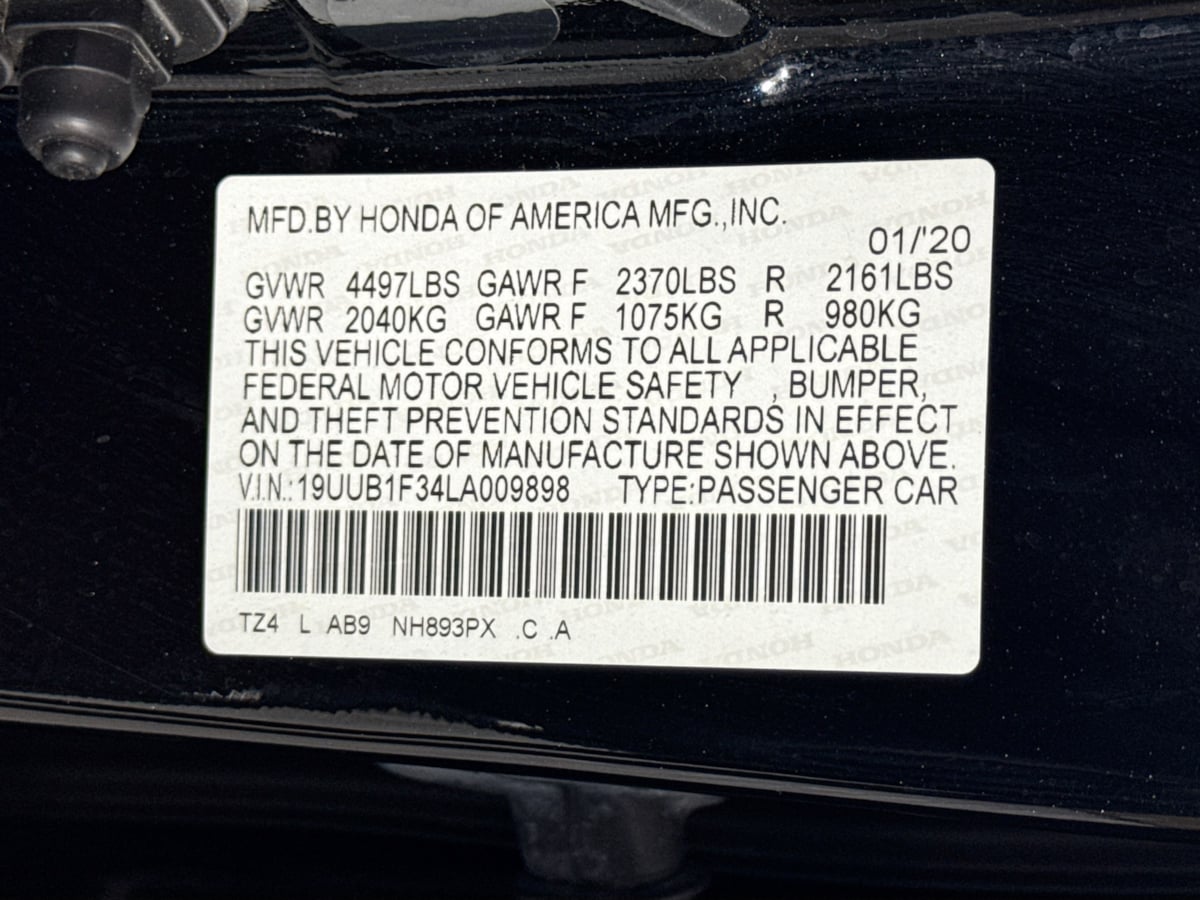 MFD.BY HONDA OF AMERICA MFG.,INC.
01/'20
GVWR 4497LBS GAWR F 2370LBS R 2161LBS
GVWR 2040KG GAWR F 1075KG R 980KG
THIS VEHICLE CONFORMS TO ALL APPLICABLE
FEDERAL MOTOR VEHICLE SAFETY , BUMPER,
AND THEFT PREVENTION STANDARDS IN EFFECT
ON THE DATE OF MANUFACTURE SHOWN ABOVE.
V.I.N.:19UUB1F34LA009898 TYPE:PASSENGER CAR
TZ4 L AB9 NH893PX .C .A